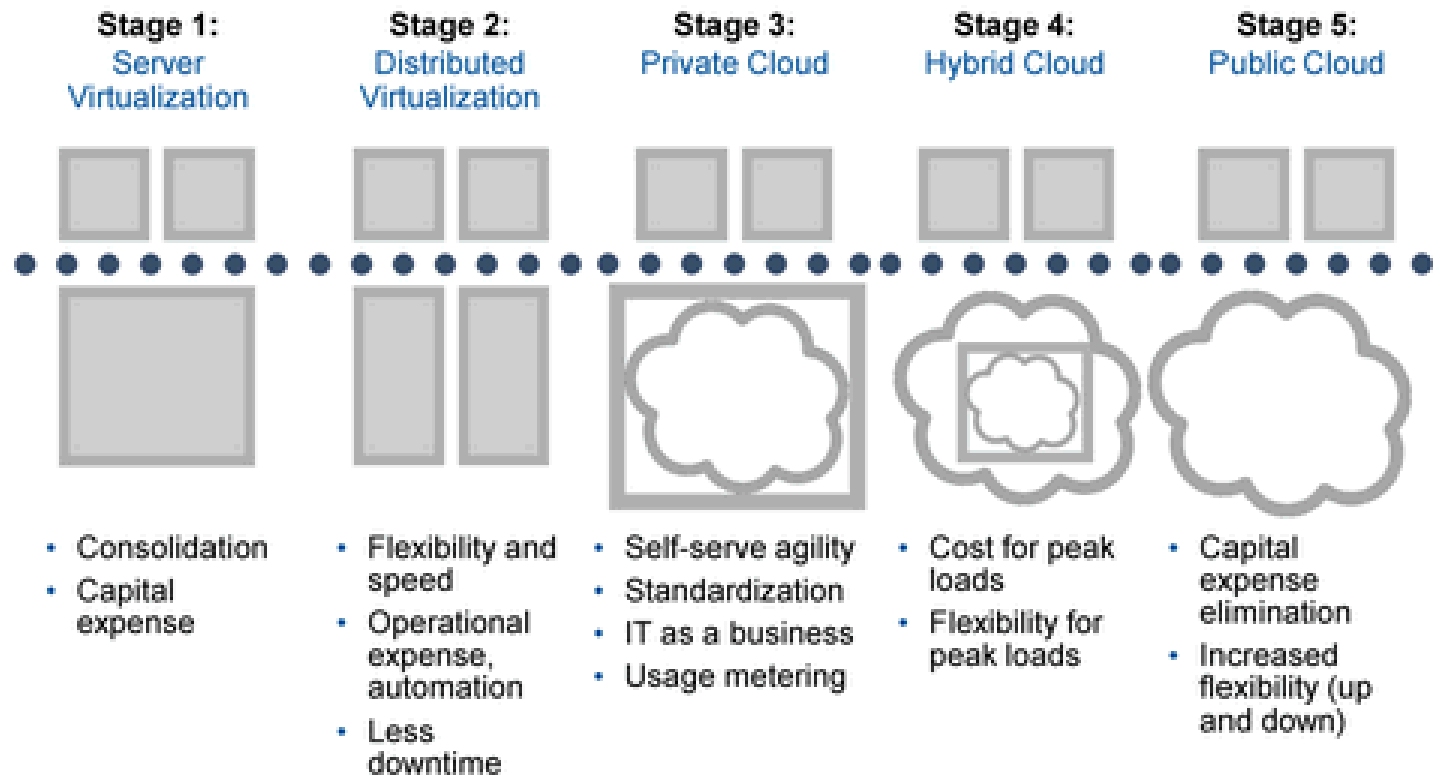 Stage 1:
Server
Virtualization
Stage 2:
Distributed
Virtualization
Stage 3:
Private Cloud
Stage 4:
Hybrid Cloud
Stage 5:
Public Cloud
• Consolidation
• Capital
expense
• Flexibility and
speed
• Operational
expense,
automation
• Less
downtime
• Self-serve agility
• Standardization
• IT as a business
• Usage metering
• Cost for peak
loads
• Flexibility for
peak loads
• Capital
expense
elimination
• Increased
flexibility (up
and down)